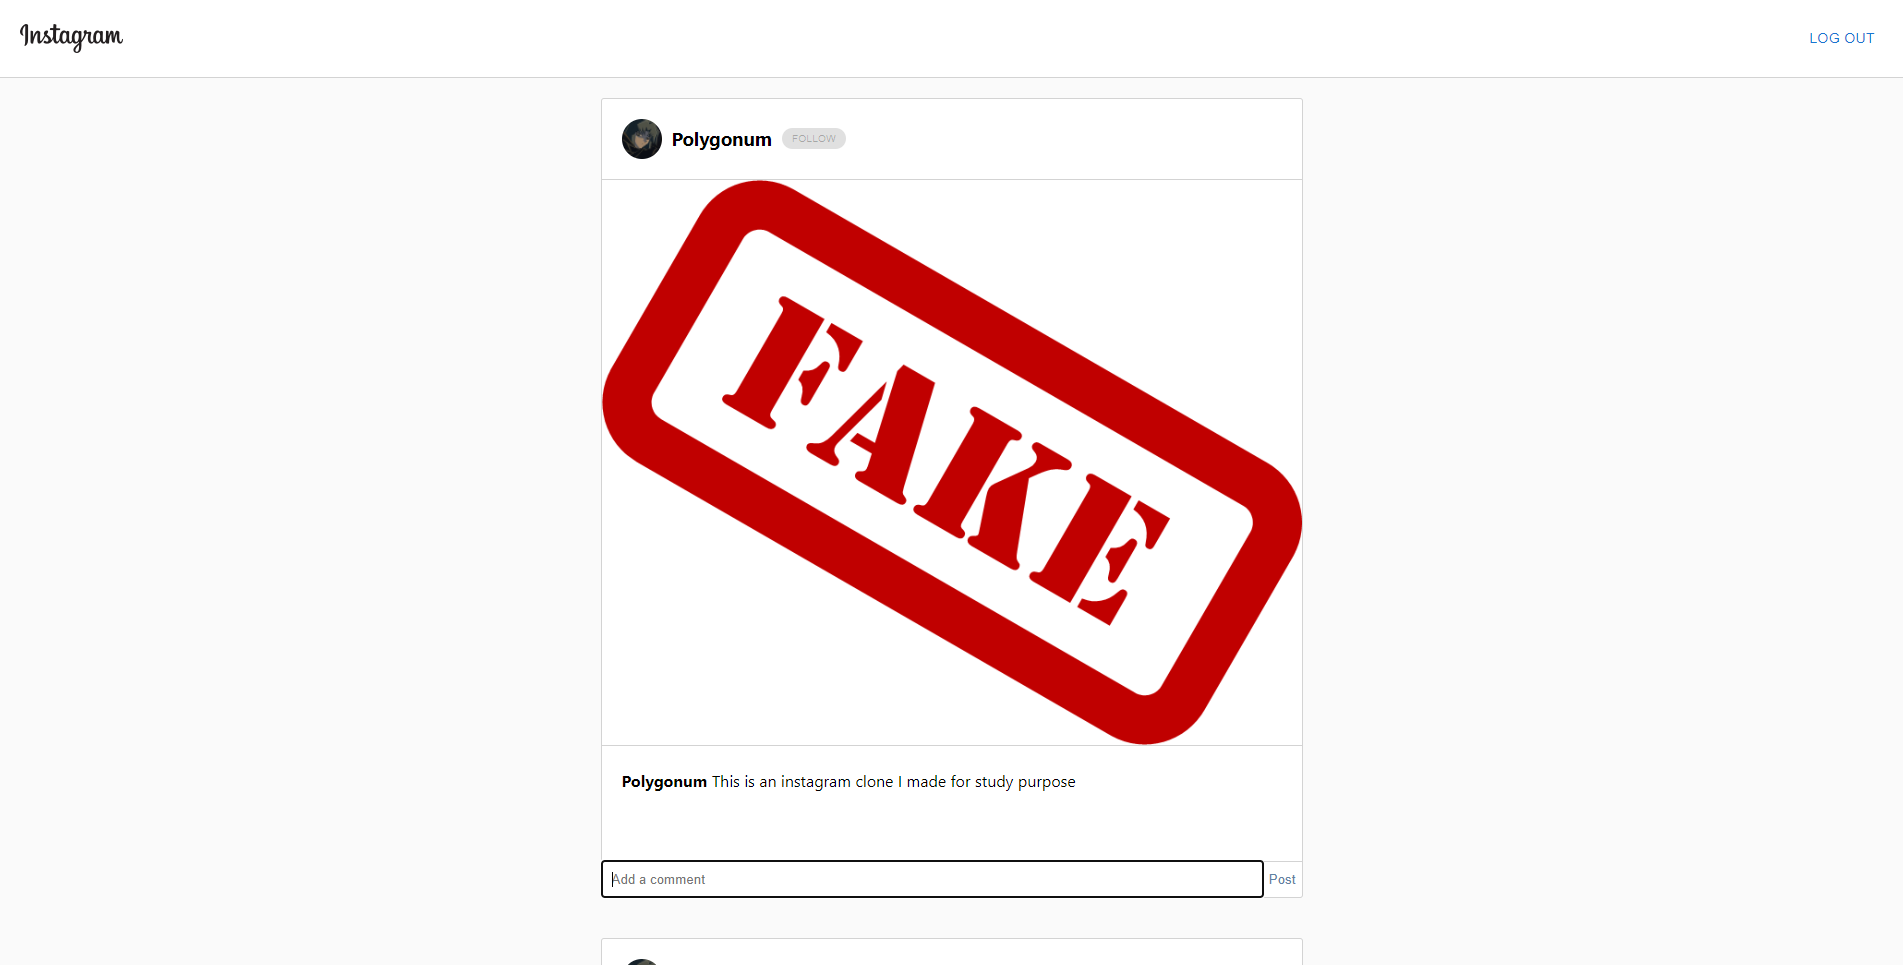 Instagram
LOG OUT
Polygonum FOLLOW
FAKE
Polygonum This is an instagram clone I made for study purpose
Add a comment Post